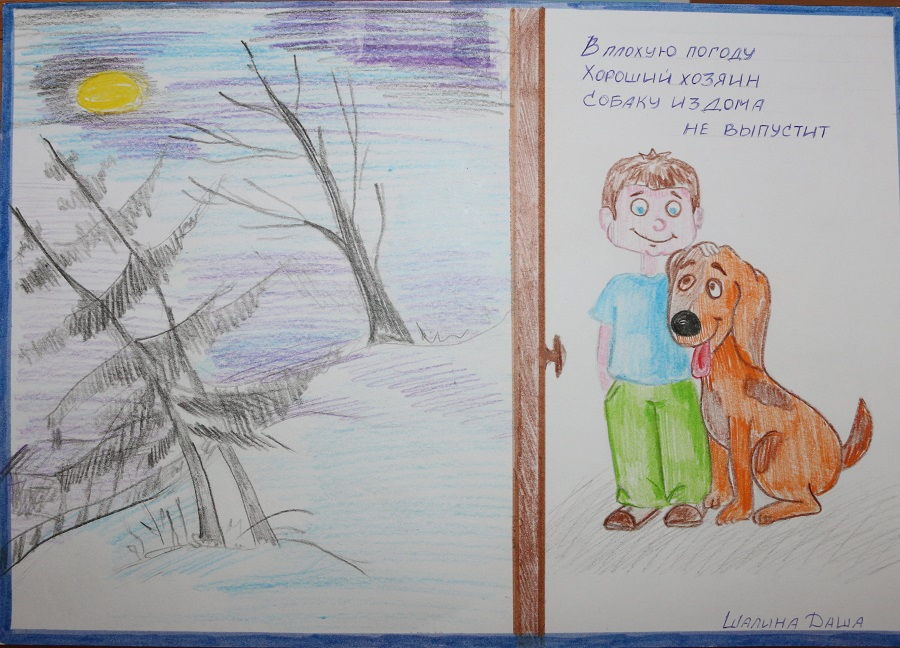 В плохую погоду
Хороший хозяин
собаку из дома
не выпустит
Шалина Даша